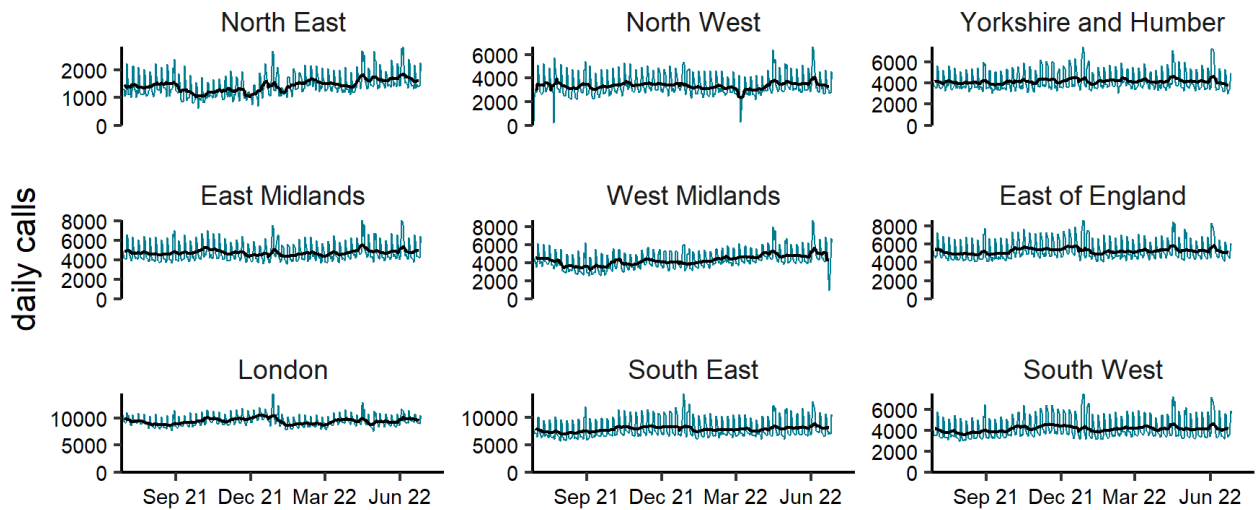 North East
North West
Yorkshire and Humber
2000
1000
0
6000
4000
2000
0
6000
4000
2000
0
daily calls
East Midlands
West Midlands
East of England
8000
6000
4000
2000
0
8000
6000
4000
2000
0
8000
6000
4000
2000
0
London
South East
South West
10000
5000
0
10000
5000
0
6000
4000
2000
0
Sep 21 Dec 21 Mar 22 Jun 22
Sep 21 Dec 21 Mar 22 Jun 22
Sep 21 Dec 21 Mar 22 Jun 22